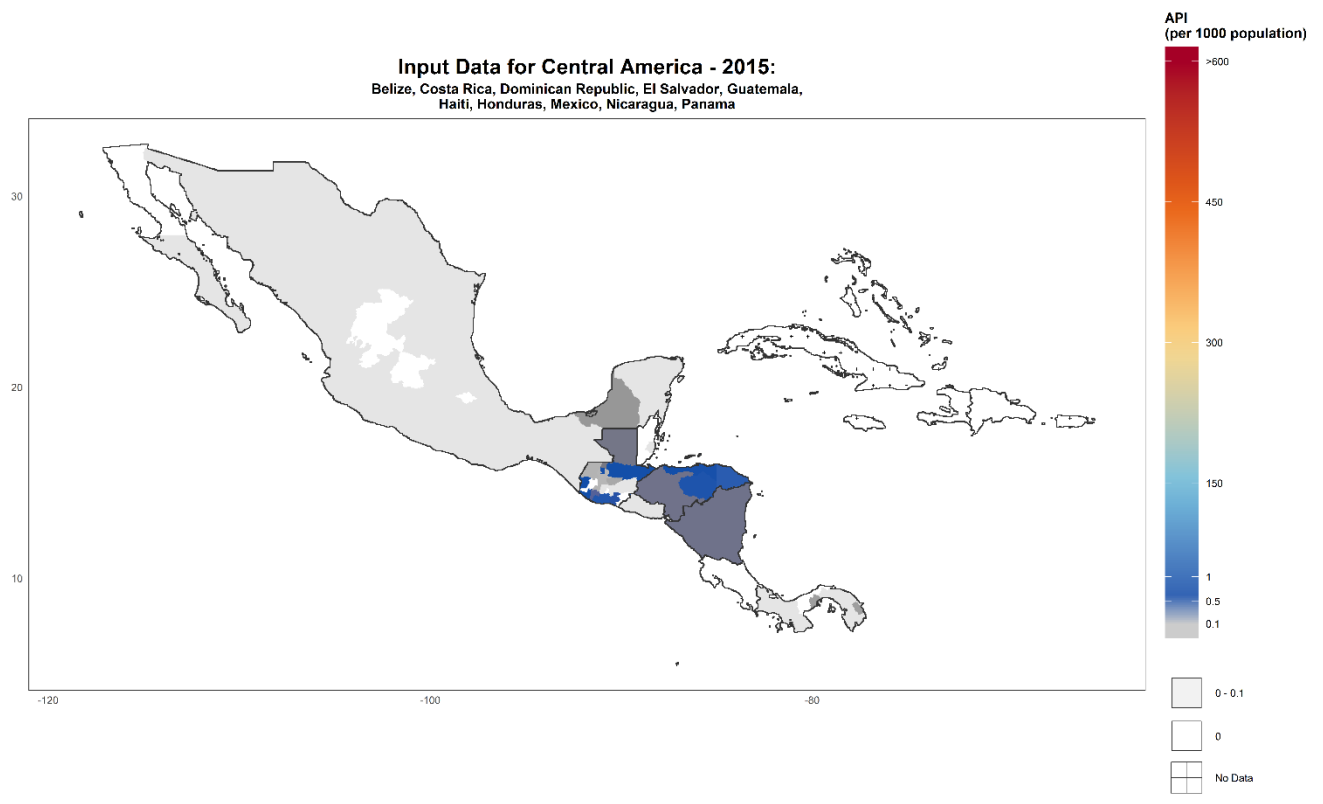 API
(per 1000 population)
Input Data for Central America - 2015:
Belize, Costa Rica, Dominican Republic, El Salvador, Guatemala,
Haiti, Honduras, Mexico, Nicaragua, Panama
>600
450
300
150
1
0.5
0.1
0 - 0.1
0
No Data
30
20
10
-120
-100
-80